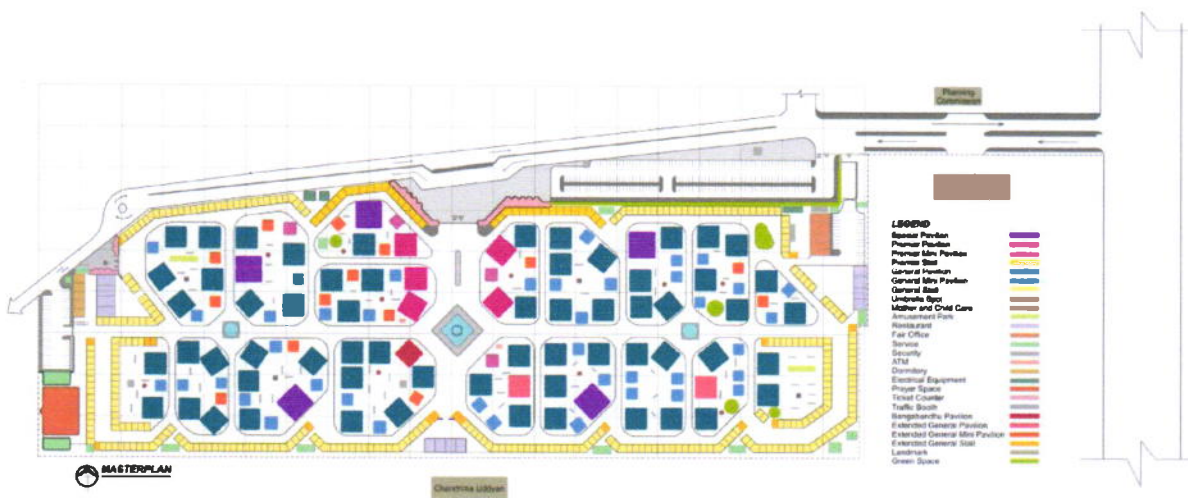 Planning
Commission
LEGEND
Special Pavilion
Premier Pavilion
Premier Mini Pavilion
Premier Stall
General Pavilion
General Mini Pavilion
General Stall
Umbrella Spot
Mother and Child Care
Amusement Park
Restaurant
Fair Office
Service
Security
ATM
Dormitory
Electrical Equipment
Prayer Space
Ticket Counter
Traffic Booth
Bangabandhu Pavilion
Extended General Pavilion
Extended General Mini Pavilion
Extended General Stall
Landmark
Green Space
MASTERPLAN
Chandrima Uddyan